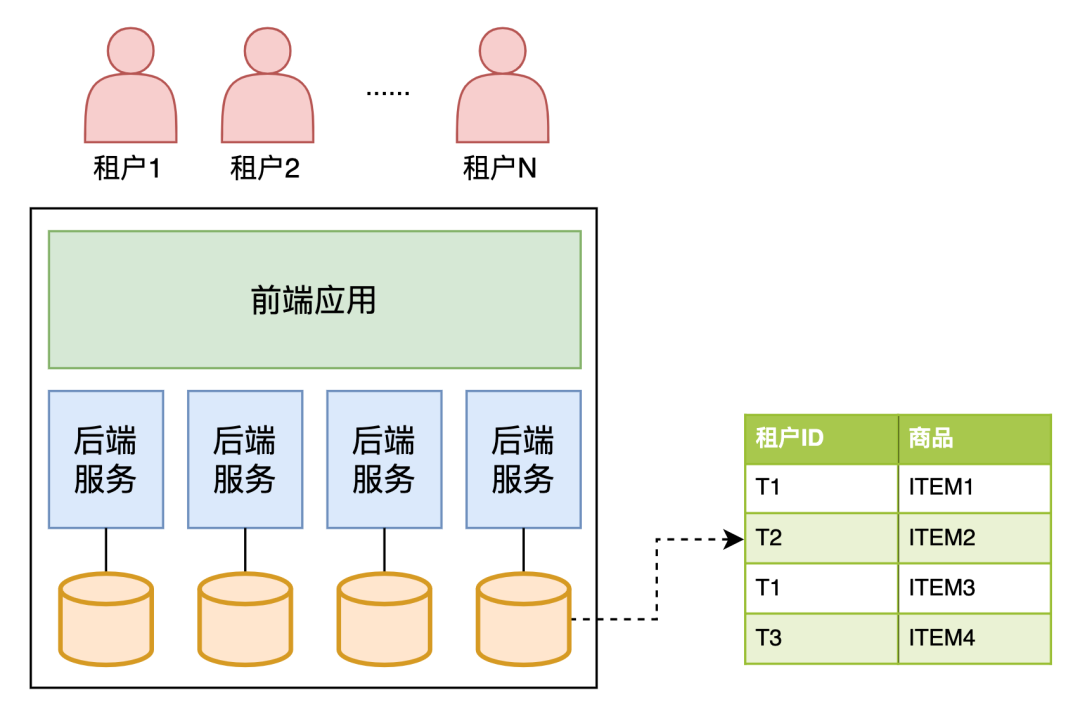 租户1
租户2
......
租户N
前端应用
后端
服务
后端
服务
后端
服务
后端
服务
租户ID 商品
T1 ITEM1
T2 ITEM2
T1 ITEM3
T3 ITEM4